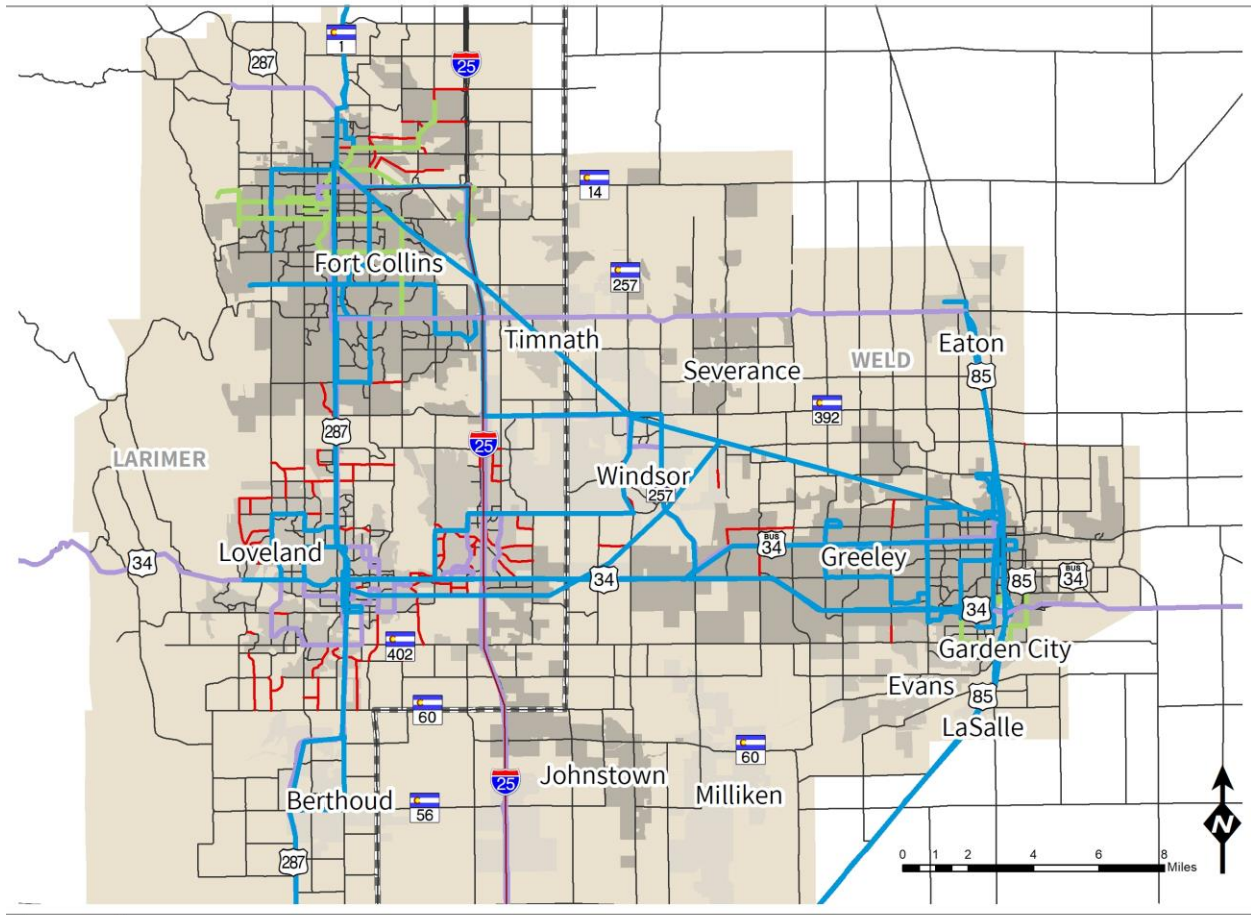 1
287
25
14
Fort Collins
257
Timnath
Eaton
Severance
WELD
85
392
287
25
LARIMER
Windsor
257
BUS
34
Loveland
34
Greeley
34
85
BUS
34
34
402
Garden City
Evans
85
60
LaSalle
60
Johnstown
25
Milliken
Berthoud
56
287
N
0 1 2 4 6 8
Miles